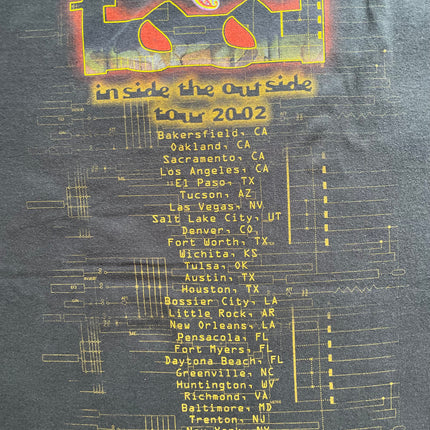 inside the outside
tour 2002
Bakersfield, CA
Oakland, CA
Sacramento, CA
Los Angeles, CA
El Paso, TX
Tucson, AZ
Las Vegas, NV
Salt Lake City, UT
Denver, CO
Fort Worth, TX
Wichita, KS
Tulsa, OK
Austin, TX
Houston, TX
Bossier City, LA
Little Rock, AR
New Orleans, LA
Pensacola, FL
Fort Myers, FL
Daytona Beach, FL
Greenville, NC
Huntington, WV
Richmond, VA
Baltimore, MD
Trenton, NJ
New York, NY